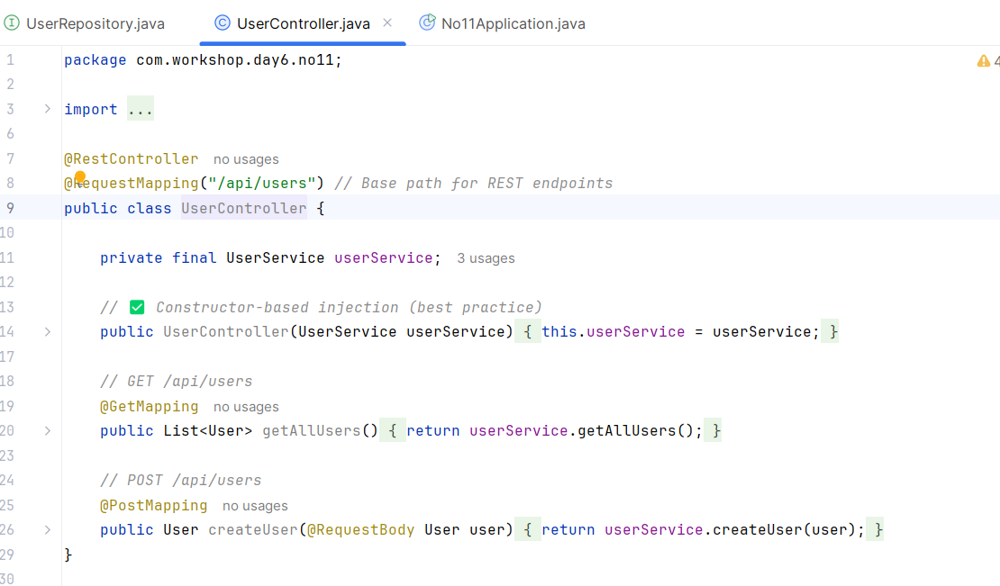 UserRepository.java UserController.java × No11Application.java
1 package com.workshop.day6.no11; 4
2
3 > import ...
6
7 @RestController no usages
8 @RequestMapping("/api/users") // Base path for REST endpoints
9 public class UserController {
10
11 private final UserService userService; 3 usages
12
13 // ✅ Constructor-based injection (best practice)
14 > public UserController(UserService userService) { this.userService = userService; }
17
18 // GET /api/users
19 @GetMapping no usages
20 > public List<User> getAllUsers() { return userService.getAllUsers(); }
23
24 // POST /api/users
25 @PostMapping no usages
26 > public User createUser(@RequestBody User user) { return userService.createUser(user); }
29 }
30